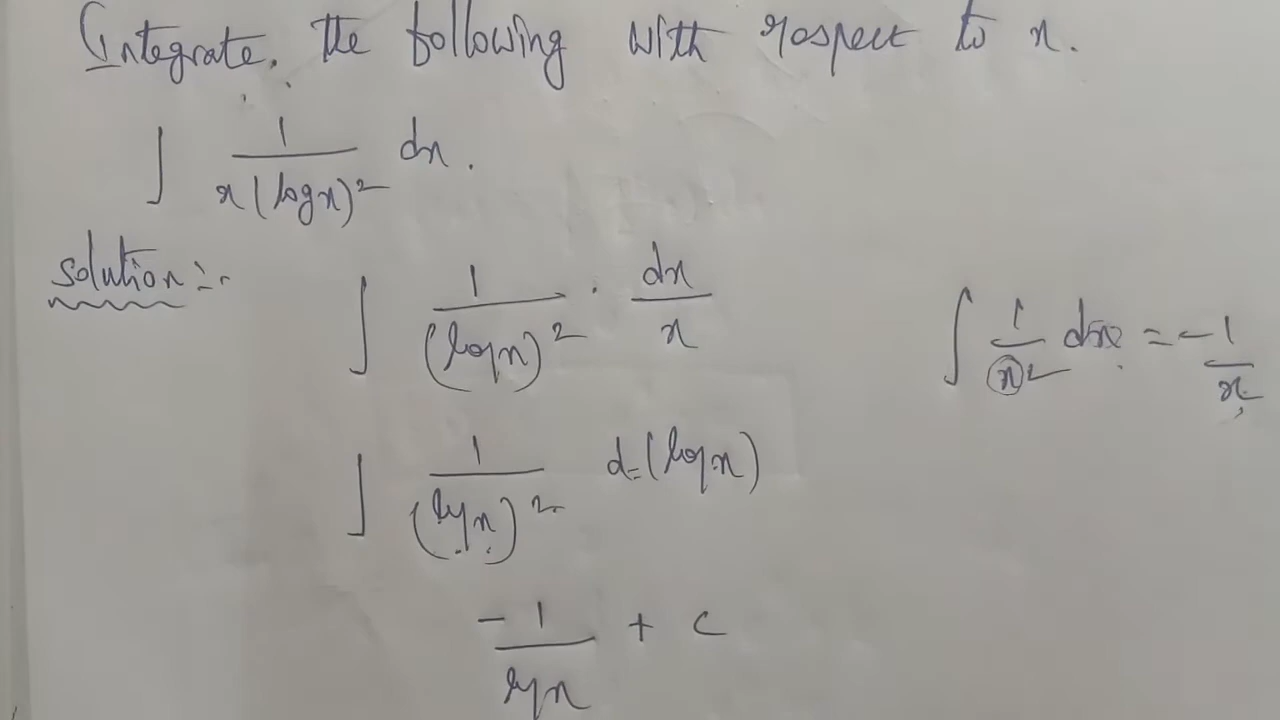 Integrate. the following with respect to x.
∫ 1/(x(logx)²) dx.
solution:-
∫ 1/(logx)² · dx/x
∫ 1/x² dx = -1/x
∫ 1/(logx)² d(logx)
-1/logx + c